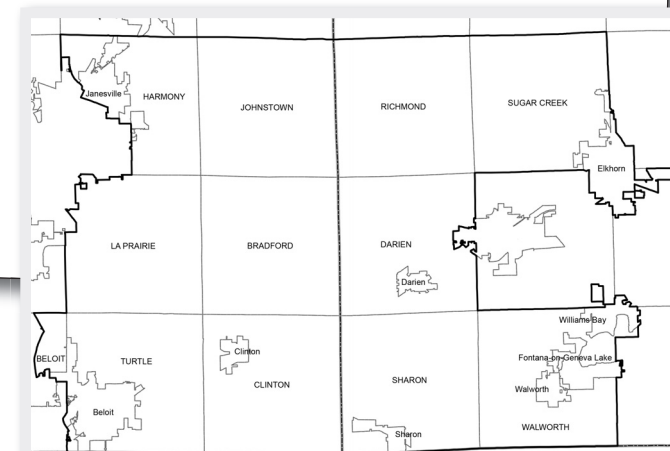 Janesville
HARMONY
JOHNSTOWN
RICHMOND
SUGAR CREEK
Elkhorn
LA PRAIRIE
BRADFORD
DARIEN
Darien
Williams Bay
BELOIT
TURTLE
Clinton
CLINTON
SHARON
Fontana-on-Geneva Lake
Walworth
Beloit
Sharon
WALWORTH